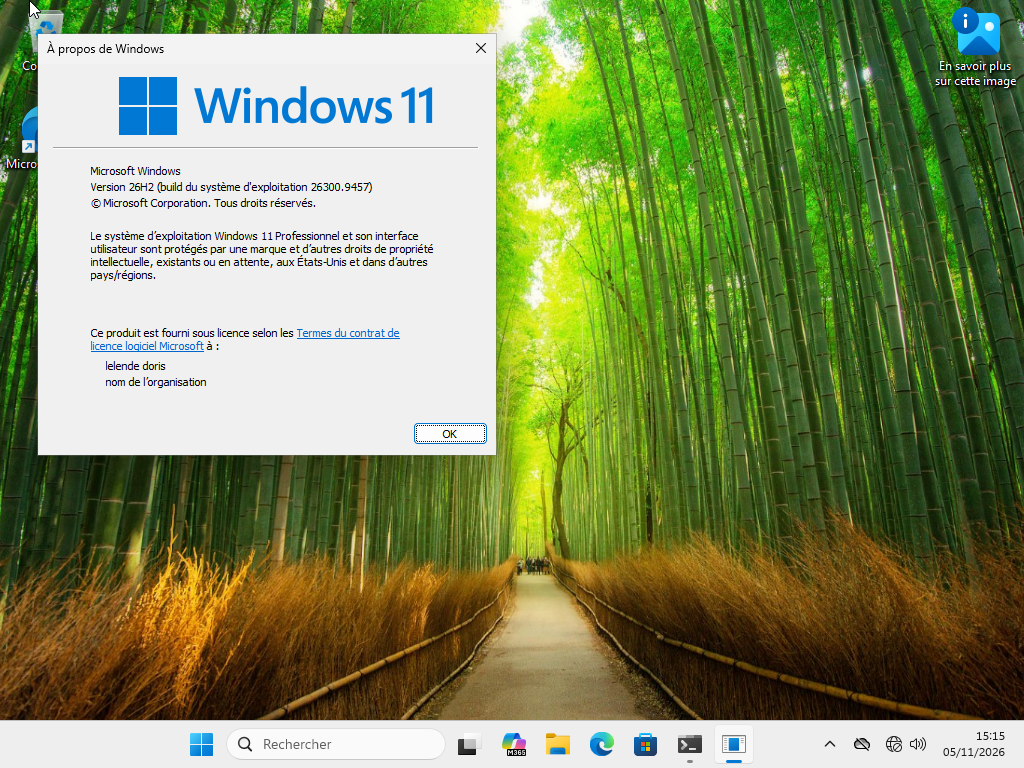 À propos de Windows
Windows 11
Microsoft Windows
Version 26H2 (build du système d'exploitation 26300.9457)
© Microsoft Corporation. Tous droits réservés.
Le système d’exploitation Windows 11 Professionnel et son interface
utilisateur sont protégés par une marque et d’autres droits de propriété
intellectuelle, existants ou en attente, aux États-Unis et dans d’autres
pays/régions.
Ce produit est fourni sous licence selon les Termes du contrat de
licence logiciel Microsoft à :
lelende doris
nom de l’organisation
OK
Co
Micro
En savoir plus
sur cette image
Rechercher
M365
15:15
05/11/2026